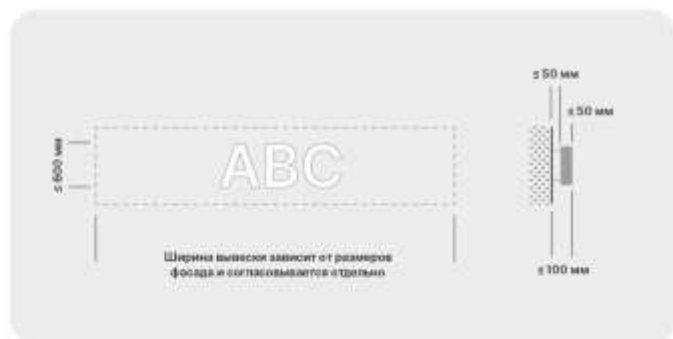 ≤ 50 мм
≤ 50 мм
≤ 600 мм
ABC
Ширина вывески зависит от размеров
фасада и согласовывается отдельно
≤ 100 мм